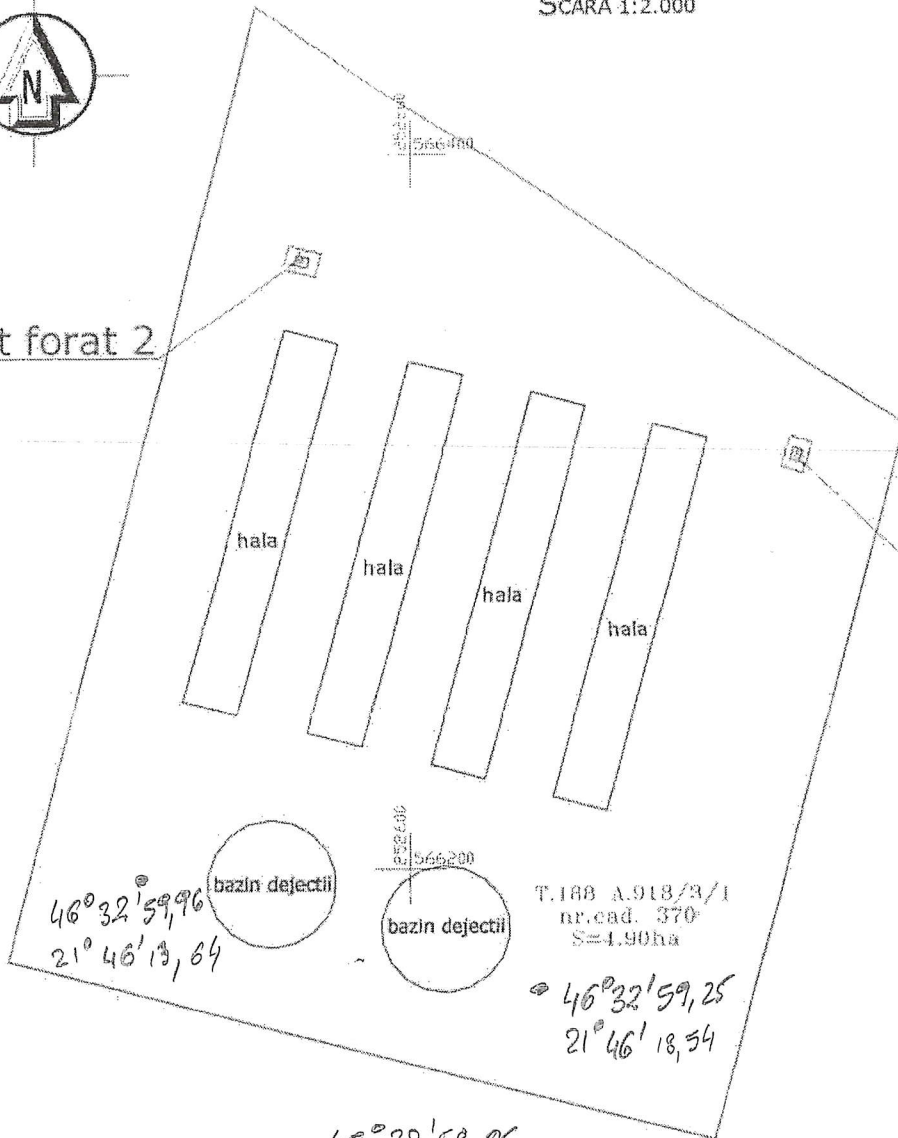 SCARA 1:2.000
N
566400
t forat 2
hala
hala
hala
hala
252600
566200
bazin dejectii
bazin dejectii
T.188 A.918/3/1
nr.cad. 370
S=4.90ha
46° 32' 59,96
21° 46' 13,64
46° 32' 59,25
21° 46' 18,54